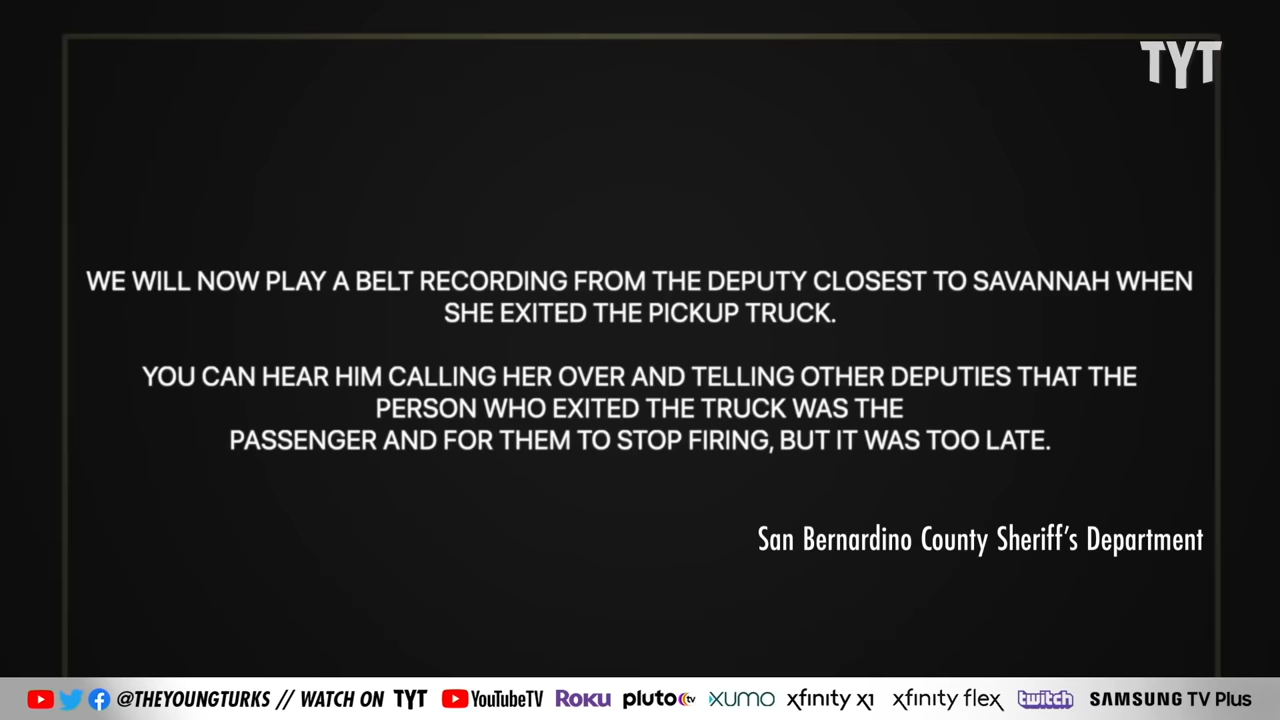 TYT
WE WILL NOW PLAY A BELT RECORDING FROM THE DEPUTY CLOSEST TO SAVANNAH WHEN
SHE EXITED THE PICKUP TRUCK.
YOU CAN HEAR HIM CALLING HER OVER AND TELLING OTHER DEPUTIES THAT THE
PERSON WHO EXITED THE TRUCK WAS THE
PASSENGER AND FOR THEM TO STOP FIRING, BUT IT WAS TOO LATE.
San Bernardino County Sheriff's Department
@THEYOUNGTURKS // WATCH ON TYT YouTubeTV ROKU pluto tv xumo xfinity x1 xfinity flex twitch SAMSUNG TV Plus